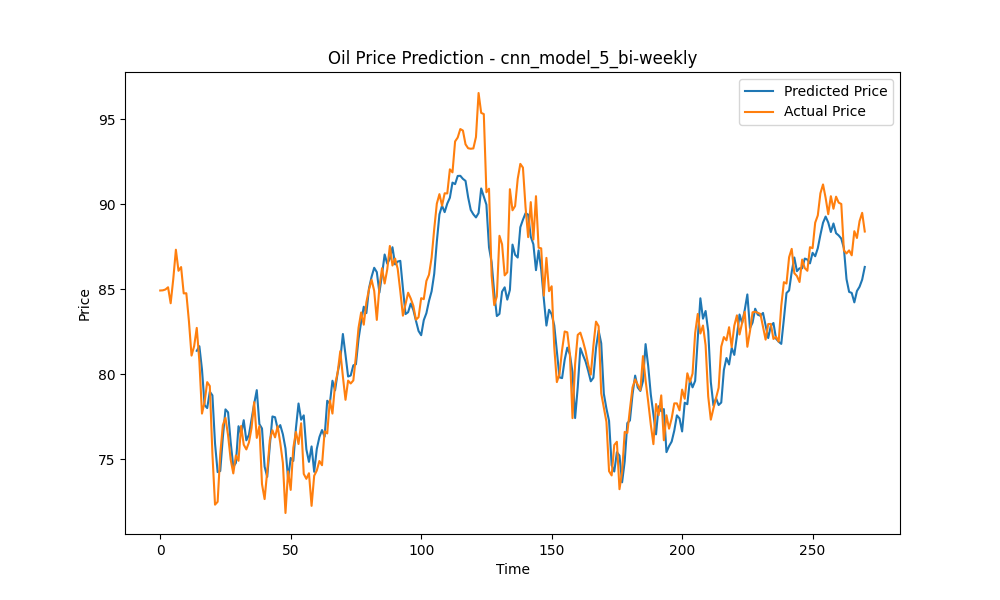 Oil Price Prediction - cnn_model_5_bi-weekly
Predicted Price
Actual Price
95
90
85
80
75
Price
0 50 100 150 200 250
Time